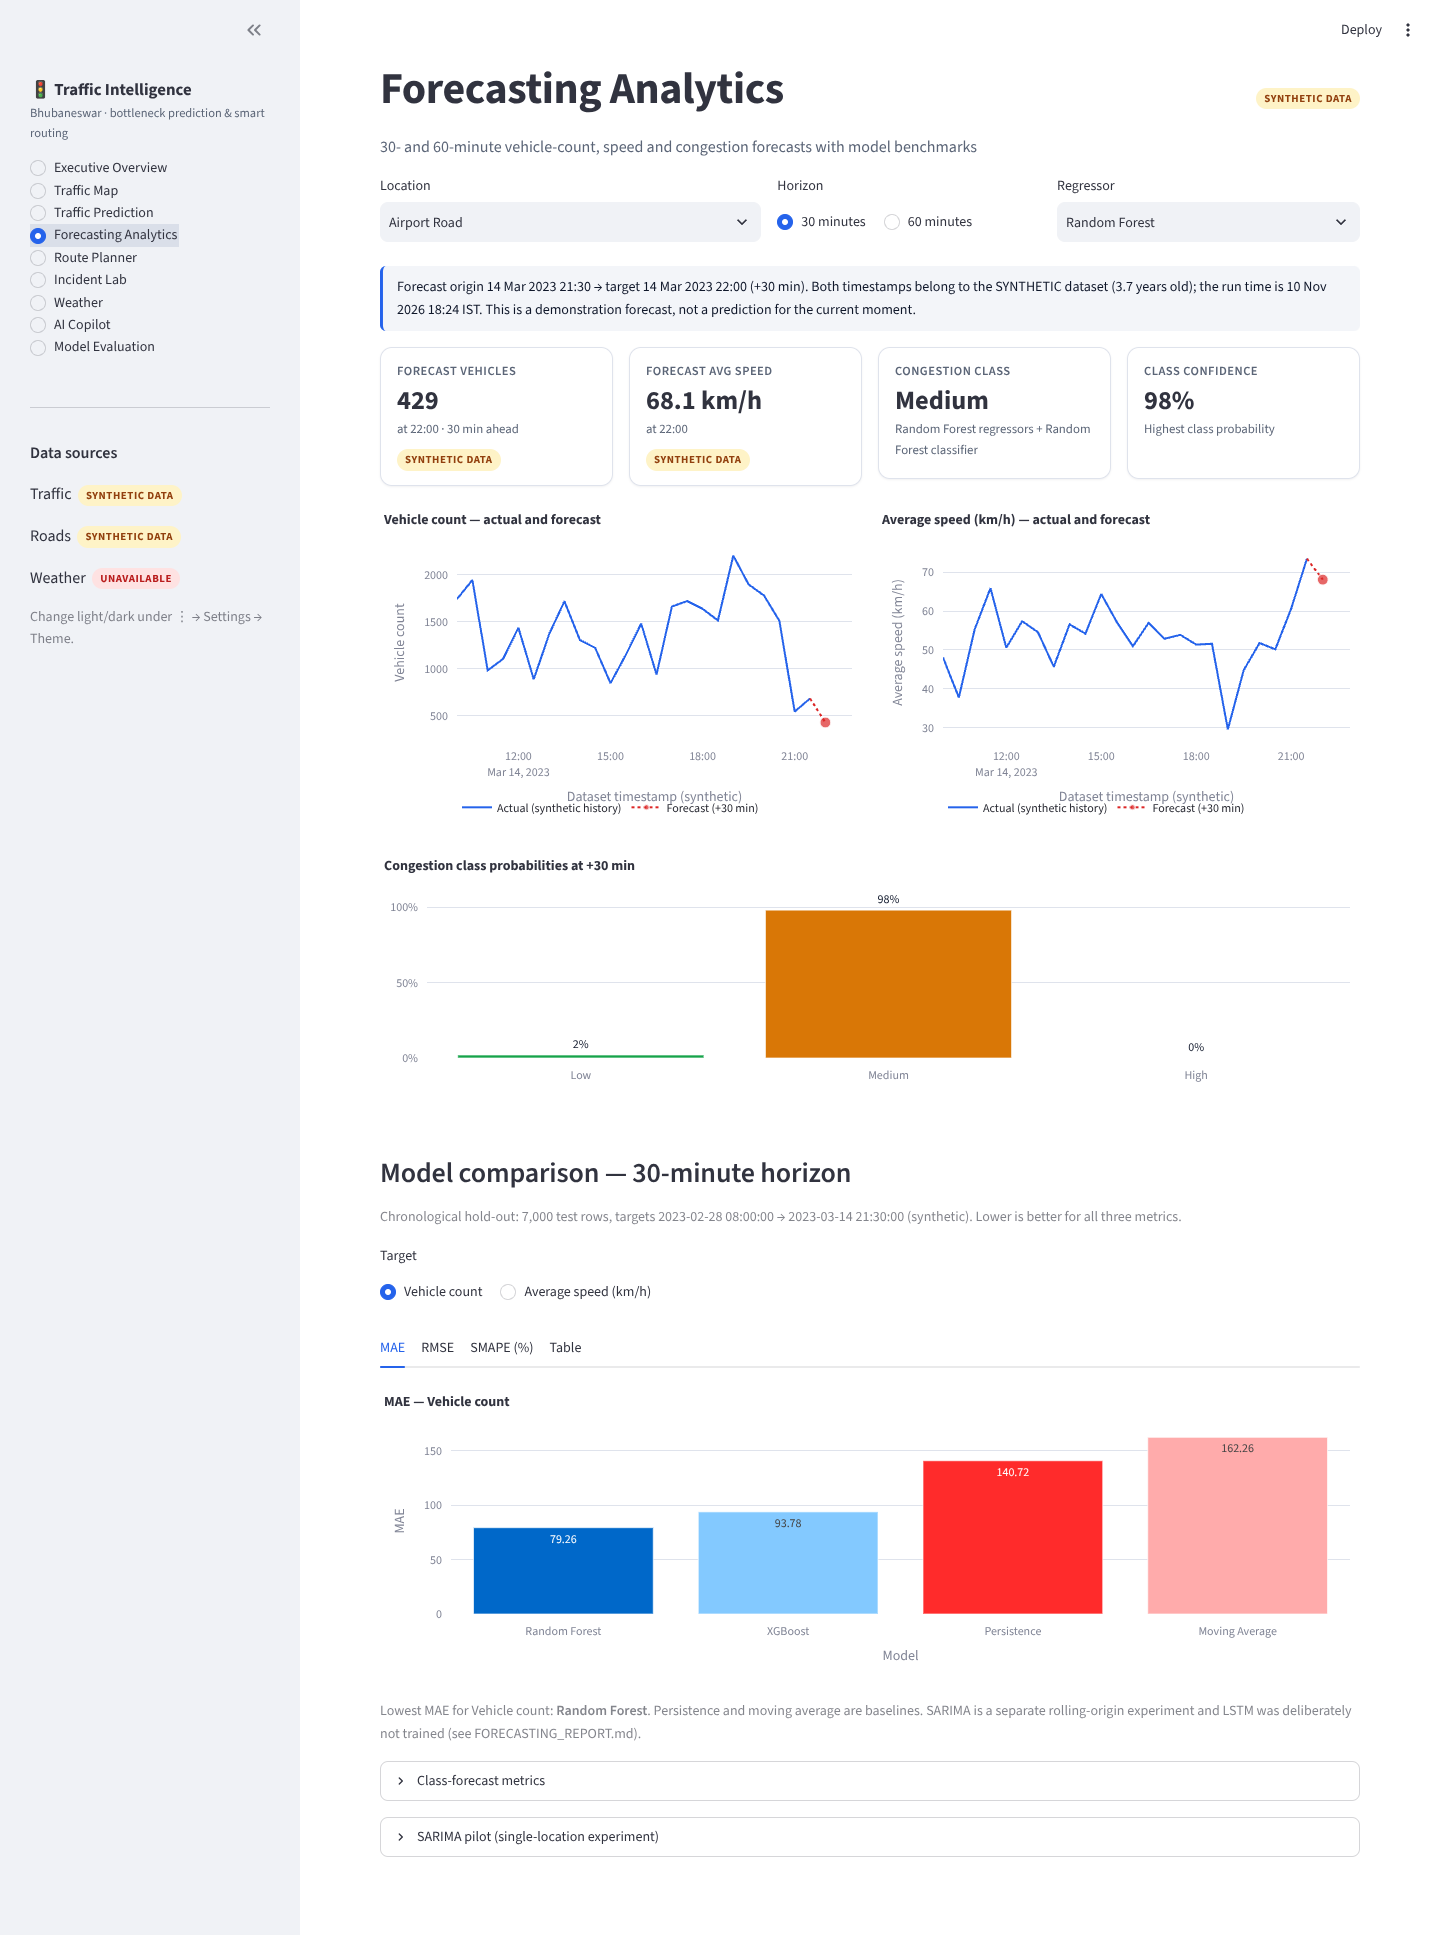 Deploy
🚦 Traffic Intelligence
Bhubaneswar · bottleneck prediction & smart
routing
Executive Overview
Traffic Map
Traffic Prediction
Forecasting Analytics
Route Planner
Incident Lab
Weather
AI Copilot
Model Evaluation
Data sources
Traffic SYNTHETIC DATA
Roads SYNTHETIC DATA
Weather UNAVAILABLE
Change light/dark under ⋮ → Settings →
Theme.
Forecasting Analytics
SYNTHETIC DATA
30- and 60-minute vehicle-count, speed and congestion forecasts with model benchmarks
Location
Airport Road
Horizon
30 minutes 60 minutes
Regressor
Random Forest
Forecast origin 14 Mar 2023 21:30 → target 14 Mar 2023 22:00 (+30 min). Both timestamps belong to the SYNTHETIC dataset (3.7 years old); the run time is 10 Nov
2026 18:24 IST. This is a demonstration forecast, not a prediction for the current moment.
FORECAST VEHICLES
429
at 22:00 · 30 min ahead
SYNTHETIC DATA
FORECAST AVG SPEED
68.1 km/h
at 22:00
SYNTHETIC DATA
CONGESTION CLASS
Medium
Random Forest regressors + Random
Forest classifier
CLASS CONFIDENCE
98%
Highest class probability
Vehicle count — actual and forecast
Vehicle count
2000
1500
1000
500
12:00 15:00 18:00 21:00
Mar 14, 2023
Dataset timestamp (synthetic)
Actual (synthetic history) Forecast (+30 min)
Average speed (km/h) — actual and forecast
Average speed (km/h)
70
60
50
40
30
12:00 15:00 18:00 21:00
Mar 14, 2023
Dataset timestamp (synthetic)
Actual (synthetic history) Forecast (+30 min)
Congestion class probabilities at +30 min
100%
50%
0%
2%
98%
0%
Low Medium High
Model comparison — 30-minute horizon
Chronological hold-out: 7,000 test rows, targets 2023-02-28 08:00:00 → 2023-03-14 21:30:00 (synthetic). Lower is better for all three metrics.
Target
Vehicle count Average speed (km/h)
MAE RMSE SMAPE (%) Table
MAE — Vehicle count
MAE
150
100
50
0
79.26
93.78
140.72
162.26
Random Forest XGBoost Persistence Moving Average
Model
Lowest MAE for Vehicle count: Random Forest. Persistence and moving average are baselines. SARIMA is a separate rolling-origin experiment and LSTM was deliberately
not trained (see FORECASTING_REPORT.md).
Class-forecast metrics
SARIMA pilot (single-location experiment)